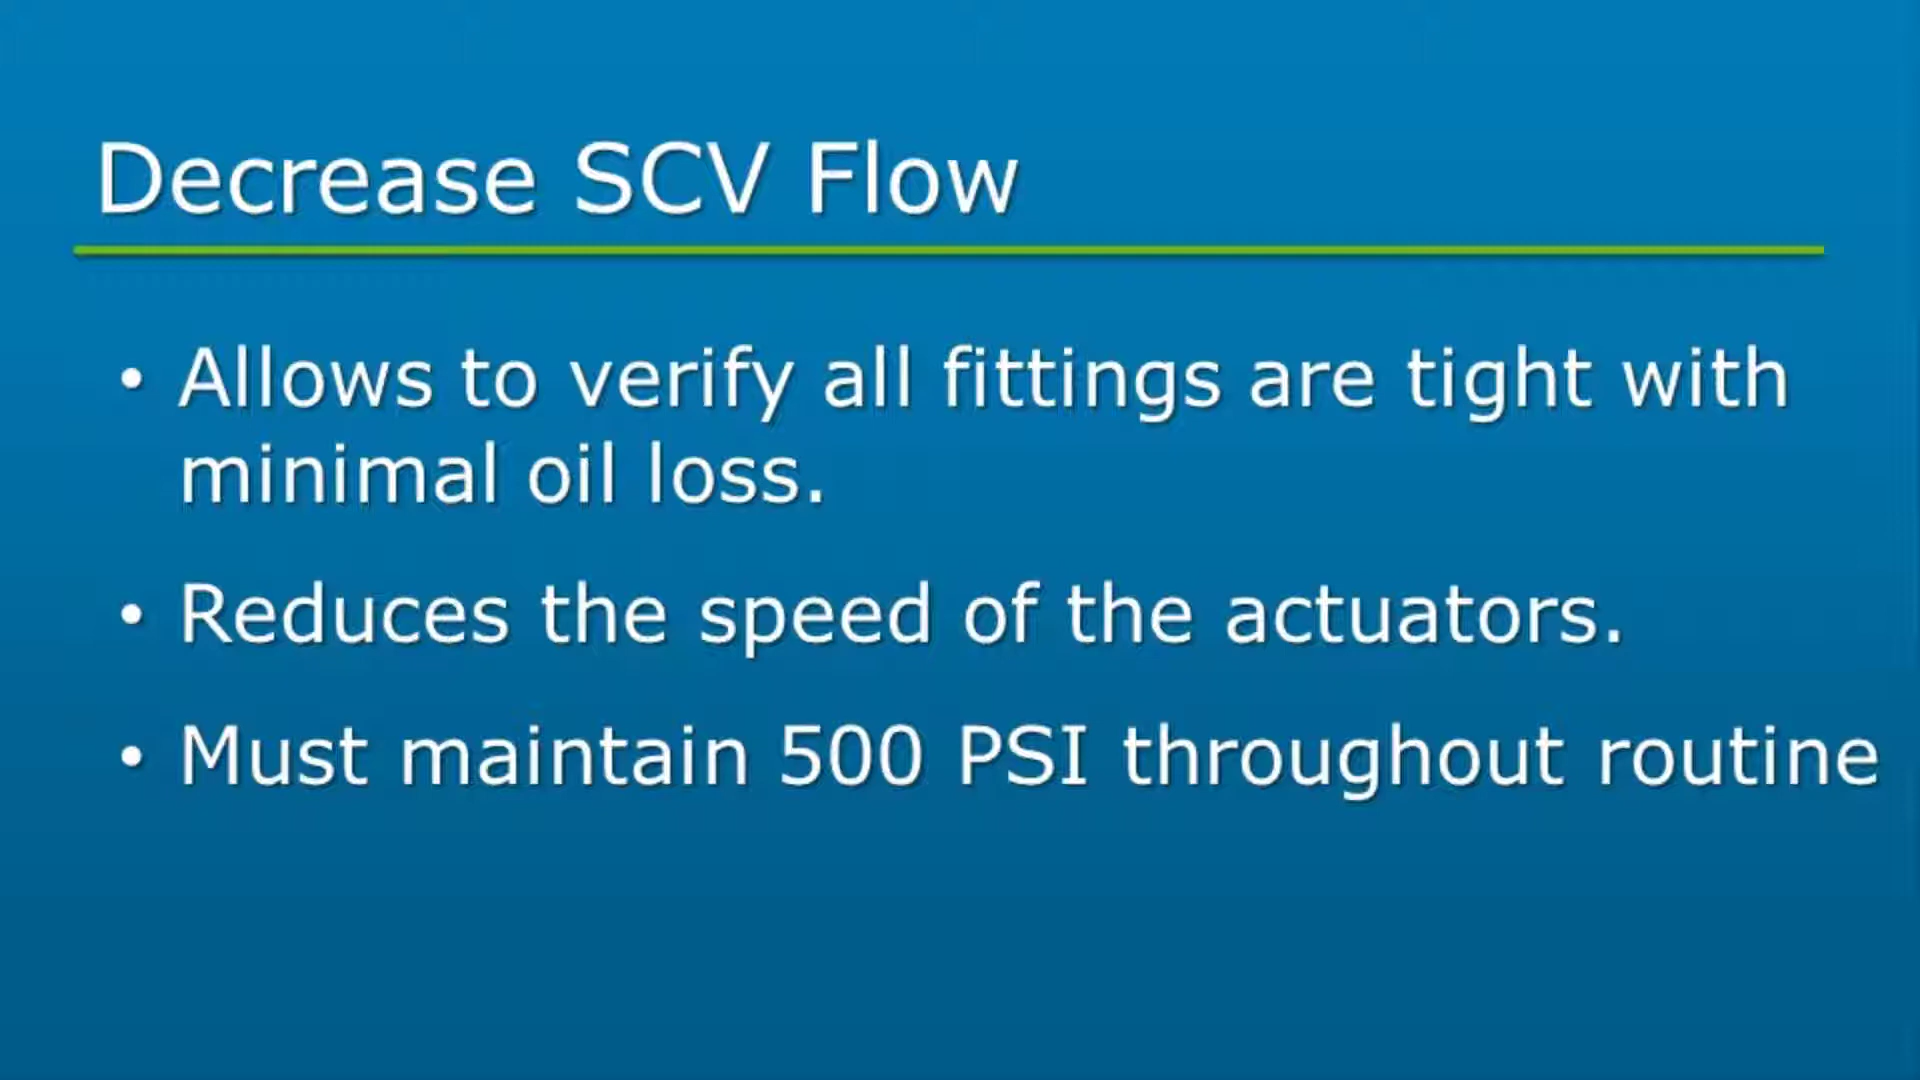 Decrease SCV Flow
• Allows to verify all fittings are tight with
minimal oil loss.
• Reduces the speed of the actuators.
• Must maintain 500 PSI throughout routine